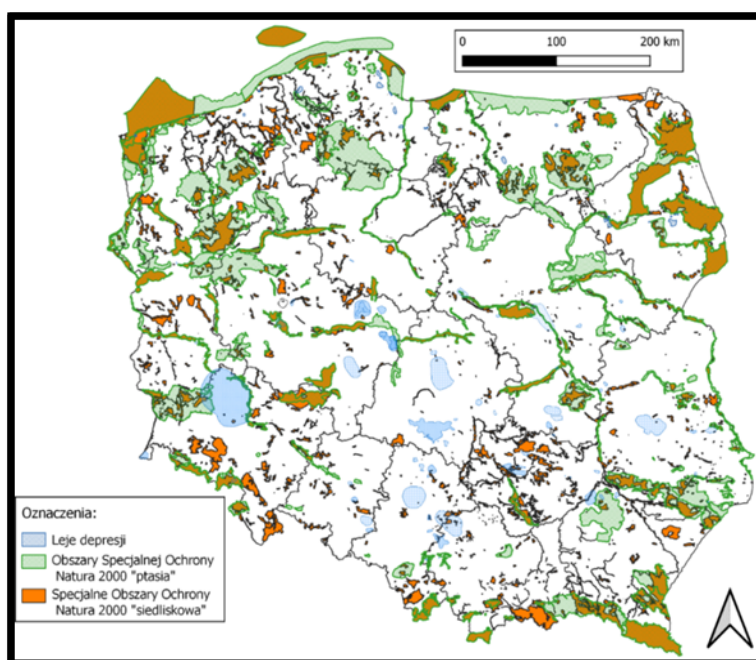 0 100 200 km
Oznaczenia:
Leje depresji
Obszary Specjalnej Ochrony
Natura 2000 "ptasia"
Specjalne Obszary Ochrony
Natura 2000 "siedliskowa"